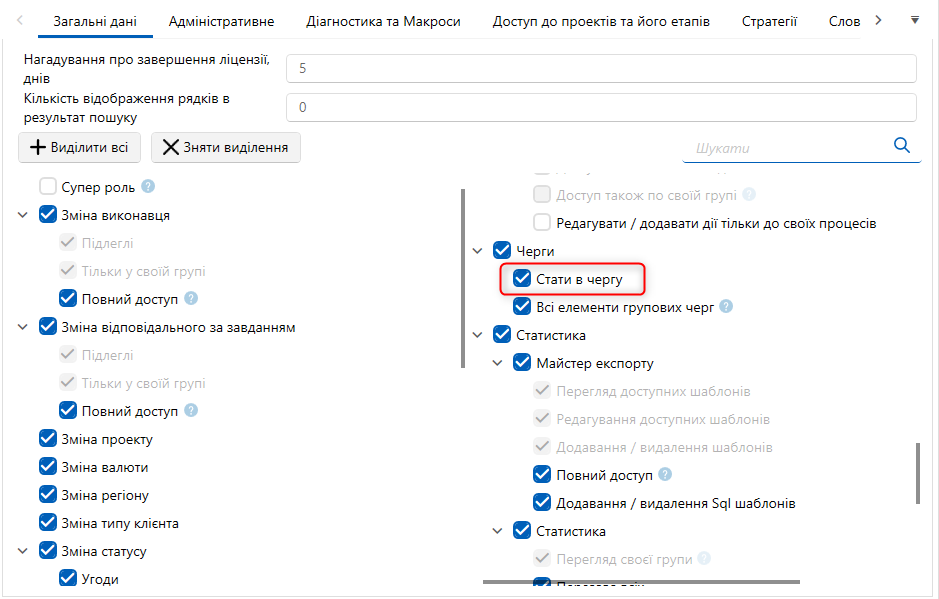 Загальні дані Адміністративне Діагностика та Макроси Доступ до проектів та його етапів Стратегії Слов
Нагадування про завершення ліцензії, днів
5
Кількість відображення рядків в результат пошуку
0
Виділити всі Зняти виділення Шукати
Супер роль ?
Зміна виконавця
Підлеглі
Тільки у своїй групі
Повний доступ ?
Зміна відповідального за завданням
Підлеглі
Тільки у своїй групі
Повний доступ ?
Зміна проекту
Зміна валюти
Зміна регіону
Зміна типу клієнта
Зміна статусу
Угоди
Доступ також по своїй групі ?
Редагувати / додавати дії тільки до своїх процесів
Черги
Стати в чергу
Всі елементи групових черг ?
Статистика
Майстер експорту
Перегляд доступних шаблонів
Редагування доступних шаблонів
Додавання / видалення шаблонів
Повний доступ ?
Додавання / видалення Sql шаблонів
Статистика
Перегляд своєї групи ?